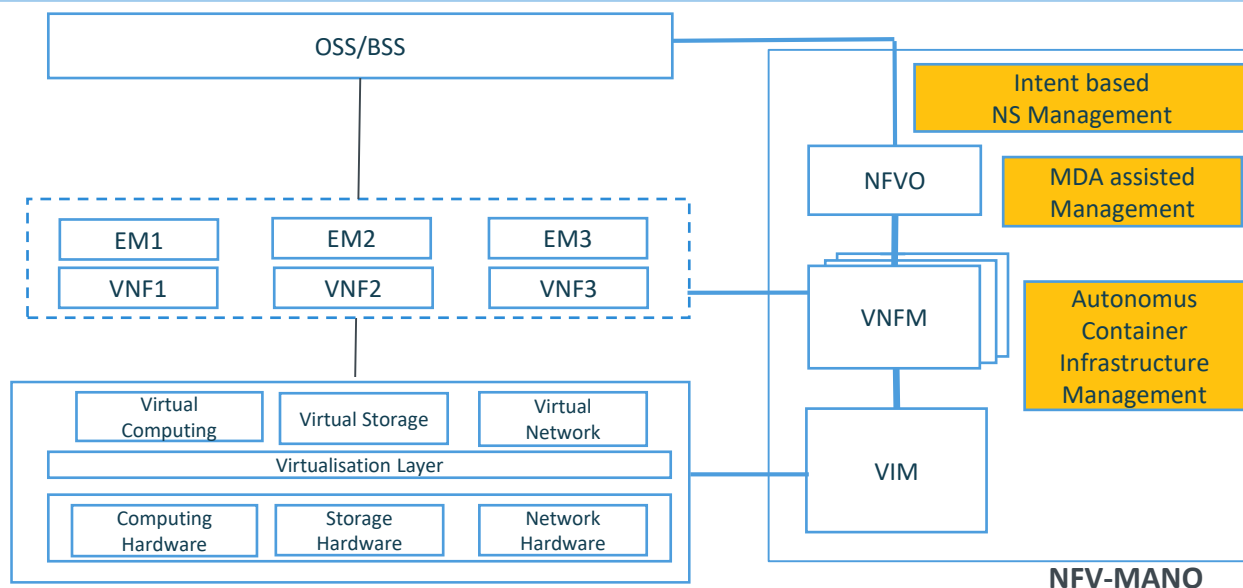 OSS/BSS
Intent based
NS Management
NFVO
MDA assisted
Management
EM1
EM2
EM3
VNF1
VNF2
VNF3
VNFM
Autonomus
Container
Infrastructure
Management
Virtual
Computing
Virtual Storage
Virtual
Network
Virtualisation Layer
VIM
Computing
Hardware
Storage
Hardware
Network
Hardware
NFV-MANO